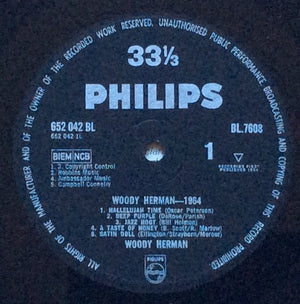 ALL RIGHTS OF THE MANUFACTURER AND OF THE OWNER OF THE RECORDED WORK RESERVED. UNAUTHORISED PUBLIC PERFORMANCE, BROADCASTING AND COPYING OF THIS RECORD PROHIBITED
33⅓
PHILIPS
652 042 BL
BL.7608
652 042 1L
BIEM NCB
1
2. Copyright Control
2. Robbins Music
4. Ambassador Music
5. Campbell Connelly
WOODY HERMAN—1964
1. HALLELUJAH TIME (Oscar Peterson)
2. DEEP PURPLE (DeRose/Parish)
3. JAZZ HOOT (Bill Holman)
4. A TASTE OF HONEY (B. Scott/R. Marlow)
5. SATIN DOLL (Ellington/Strayhorn/Mercer)
WOODY HERMAN
PHILIPS